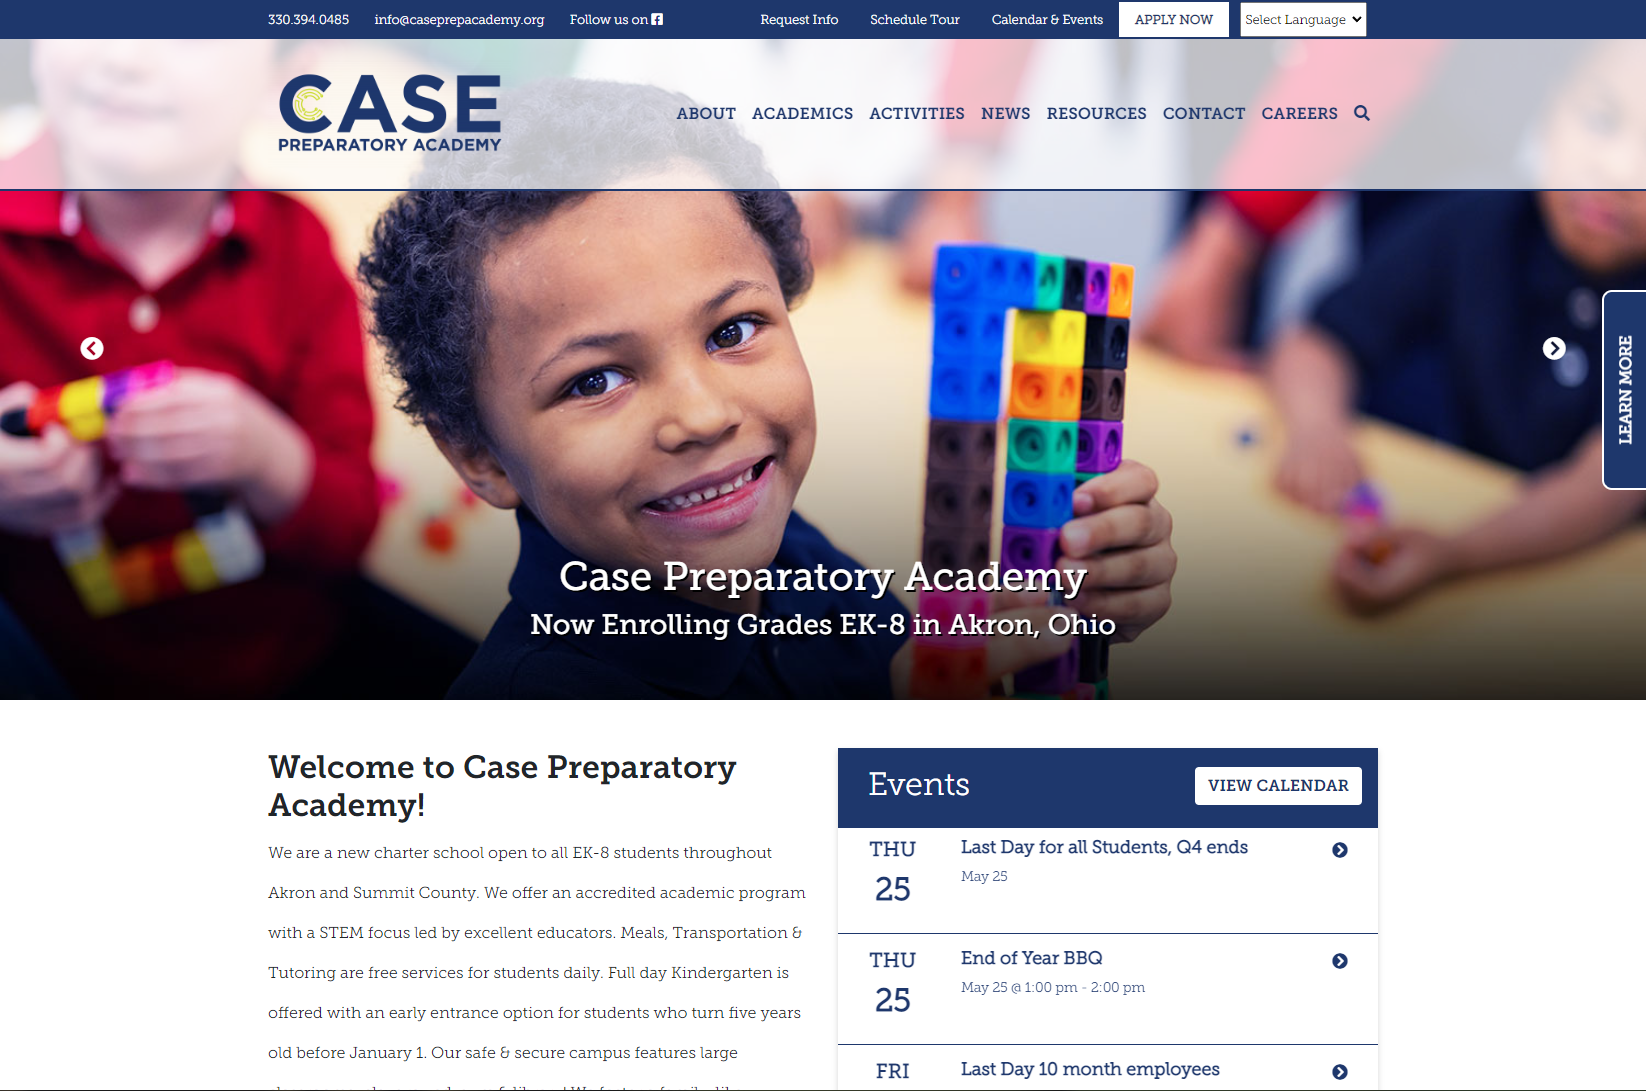 330.394.0485 info@caseprepacademy.org Follow us on Request Info Schedule Tour Calendar & Events APPLY NOW Select Language
CASE
PREPARATORY ACADEMY
ABOUT ACADEMICS ACTIVITIES NEWS RESOURCES CONTACT CAREERS
LEARN MORE
Case Preparatory Academy
Now Enrolling Grades EK-8 in Akron, Ohio
Welcome to Case Preparatory
Academy!
We are a new charter school open to all EK-8 students throughout
Akron and Summit County. We offer an accredited academic program
with a STEM focus led by excellent educators. Meals, Transportation &
Tutoring are free services for students daily. Full day Kindergarten is
offered with an early entrance option for students who turn five years
old before January 1. Our safe & secure campus features large
Events
VIEW CALENDAR
THU
25
Last Day for all Students, Q4 ends
May 25
THU
25
End of Year BBQ
May 25 @ 1:00 pm - 2:00 pm
FRI
Last Day 10 month employees